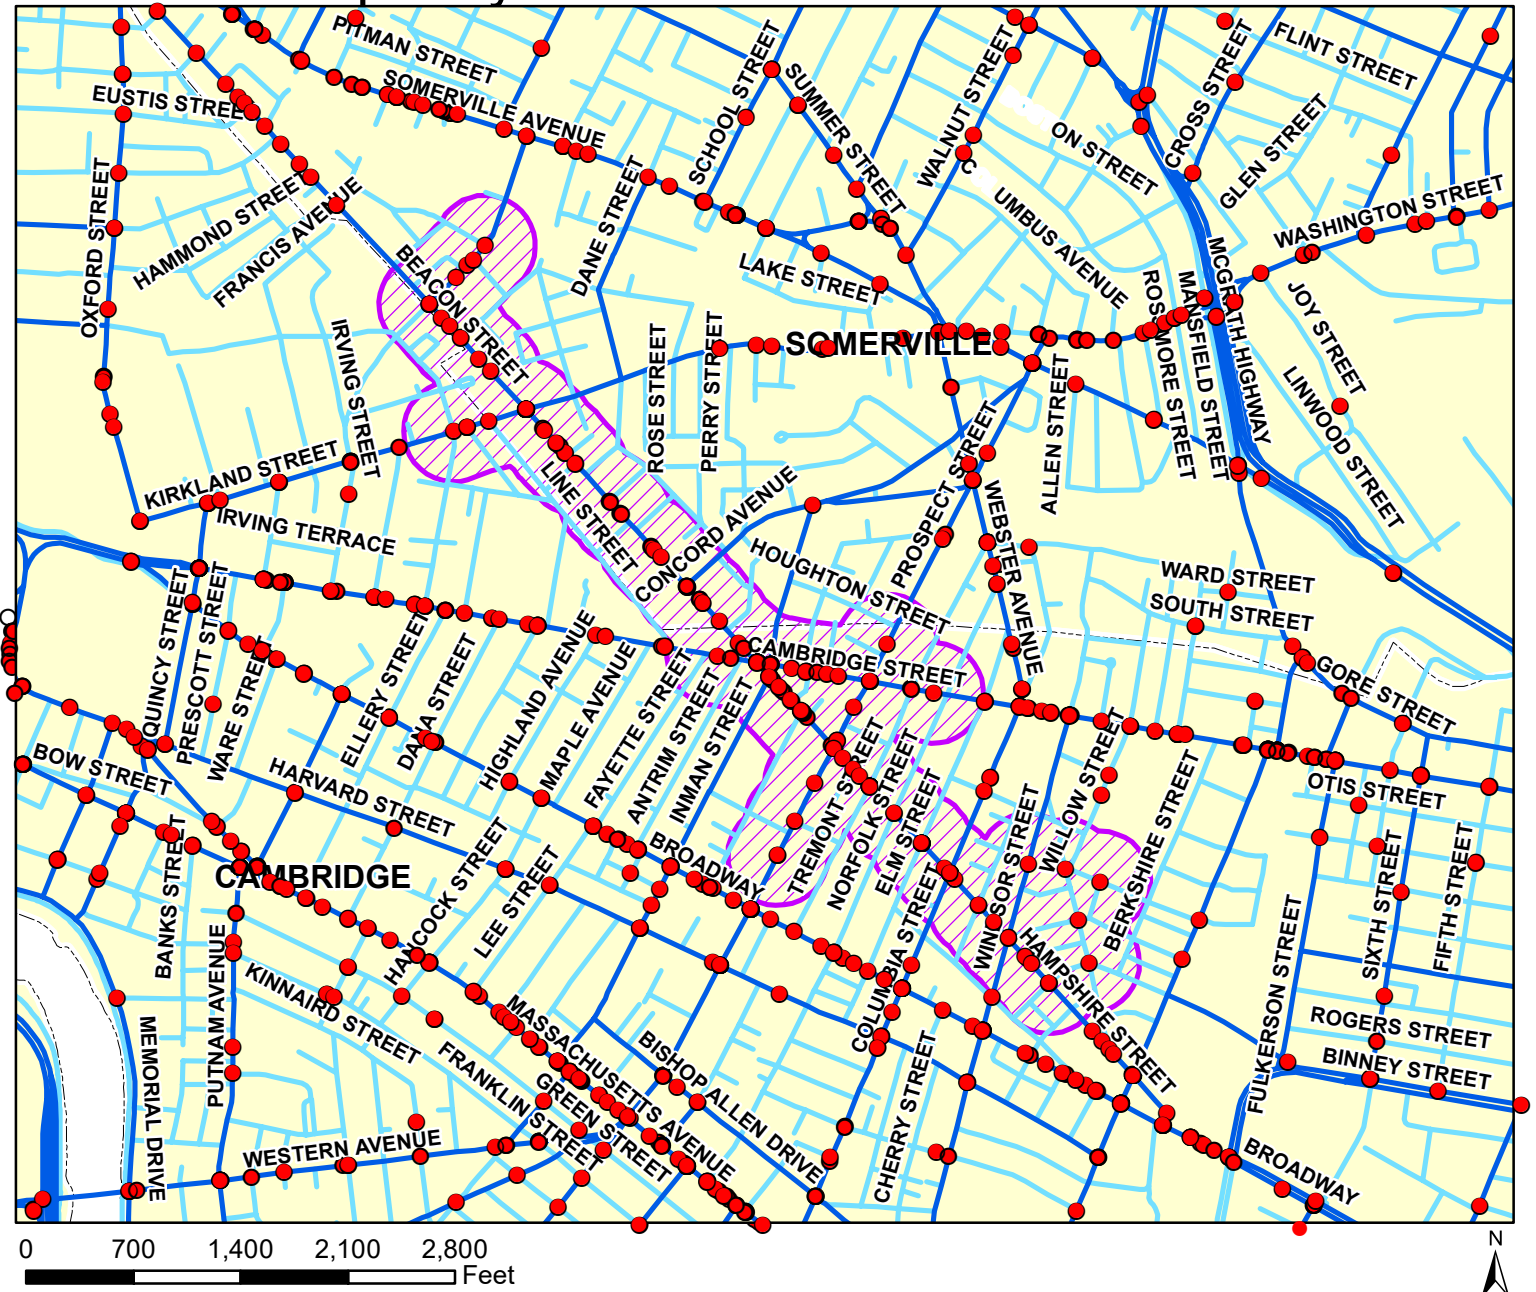 PITMAN STREET
FLINT STREET
SOMERVILLE AVENUE
SCHOOL STREET
SUMMER STREET
WALNUT STREET
CROSS STREET
EUSTIS STREE
ON STREET
GLEN STREET
OXFORD STREET
HAMMOND STREET
FRANCIS AVENUE
DANE STREET
UMBUS AVENUE
WASHINGTON STREET
BEACON STREET
LAKE STREET
MCGRATH HIGHWAY
ROSSMORE STREET
MANSFIELD STREET
JOY STREET
IRVING STREET
ROSE STREET
PERRY STREET
SOMERVILLE
ALLEN STREET
LINWOOD STREET
KIRKLAND STREET
LINE STREET
CONCORD AVENUE
PROSPECT STREET
WEBSTER AVENUE
IRVING TERRACE
HOUGHTON STREET
WARD STREET
SOUTH STREET
QUINCY STREET
PRESCOTT STREET
WARE STREET
ELLERY STREET
DANA STREET
HIGHLAND AVENUE
MAPLE AVENUE
FAYETTE STREET
ANTRIM STREET
INMAN STREET
CAMBRIDGE STREET
GORE STREET
BOW STREET
HARVARD STREET
TREMONT STREET
NORFOLK STREET
ELM STREET
WINDSOR STREET
WILLOW STREET
BERKSHIRE STREET
OTIS STREET
CAMBRIDGE
BROADWAY
BANKS STREET
HANCOCK STREET
LEE STREET
COLUMBIA STREET
HAMPSHIRE STREET
FULKERSON STREET
SIXTH STREET
FIFTH STREET
PUTNAM AVENUE
KINNAIRD STREET
MASSACHUSETTS AVENUE
BISHOP ALLEN DRIVE
ROGERS STREET
BINNEY STREET
MEMORIAL DRIVE
FRANKLIN STREET
GREEN STREET
CHERRY STREET
WESTERN AVENUE
BROADWAY
0 700 1,400 2,100 2,800
Feet
N